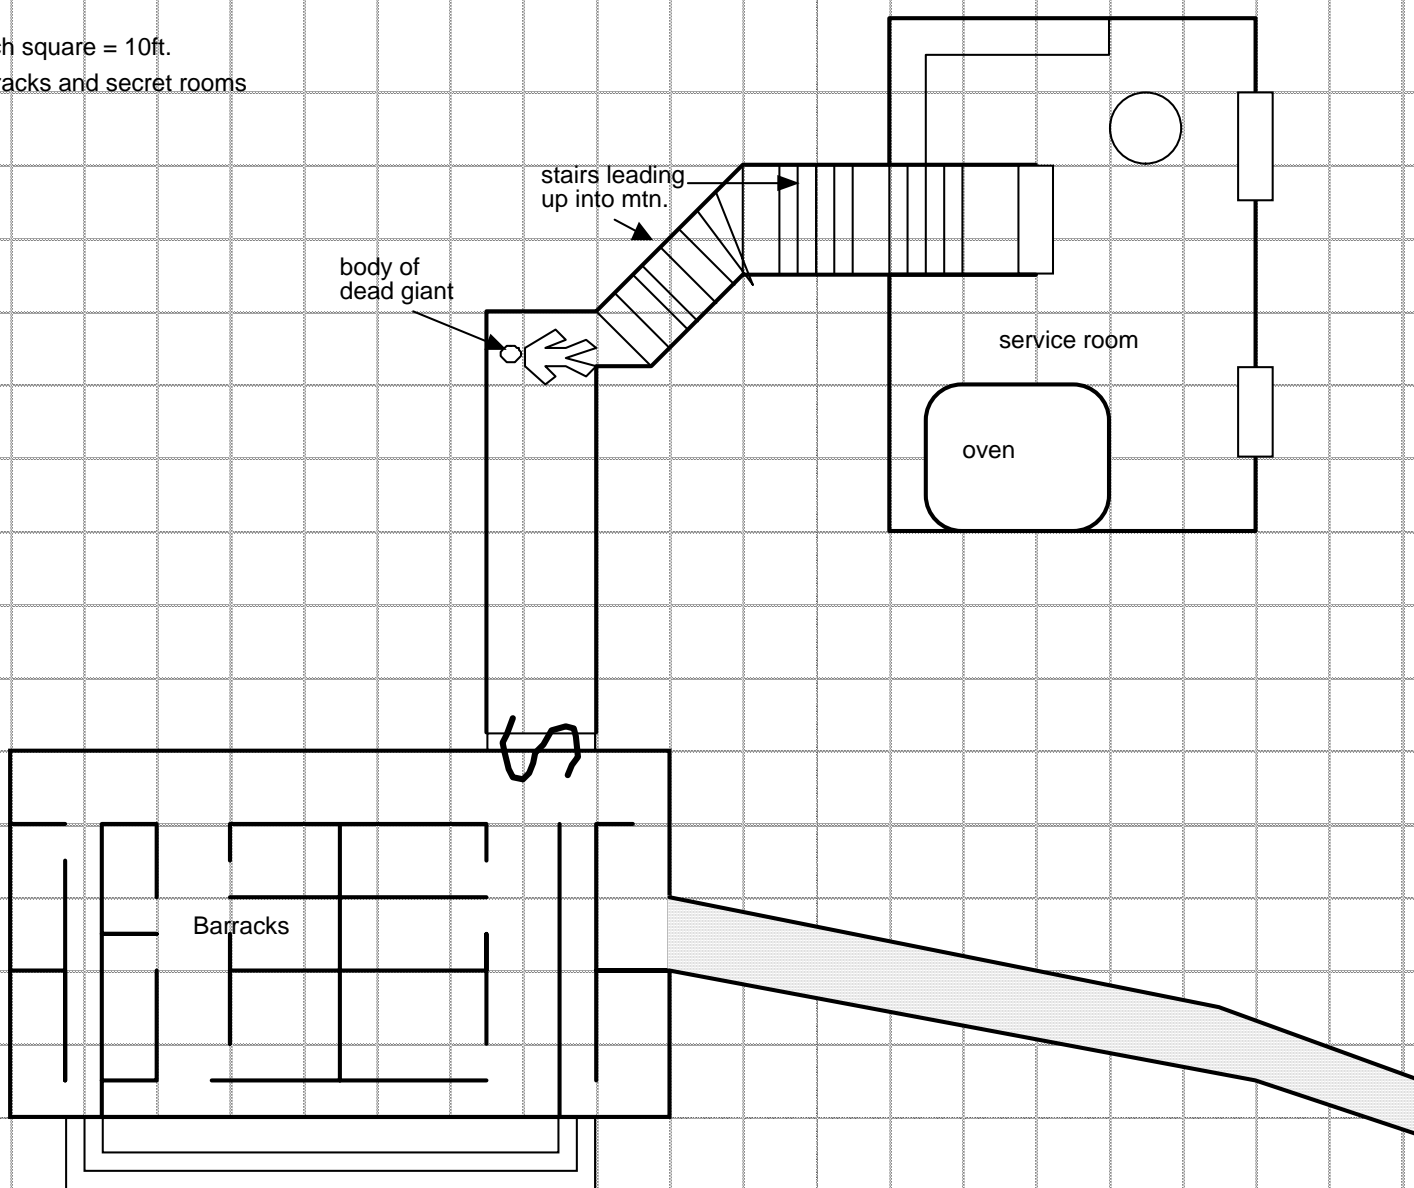 ch square = 10ft.
racks and secret rooms
stairs leading
up into mtn.
body of
dead giant
service room
oven
Barracks